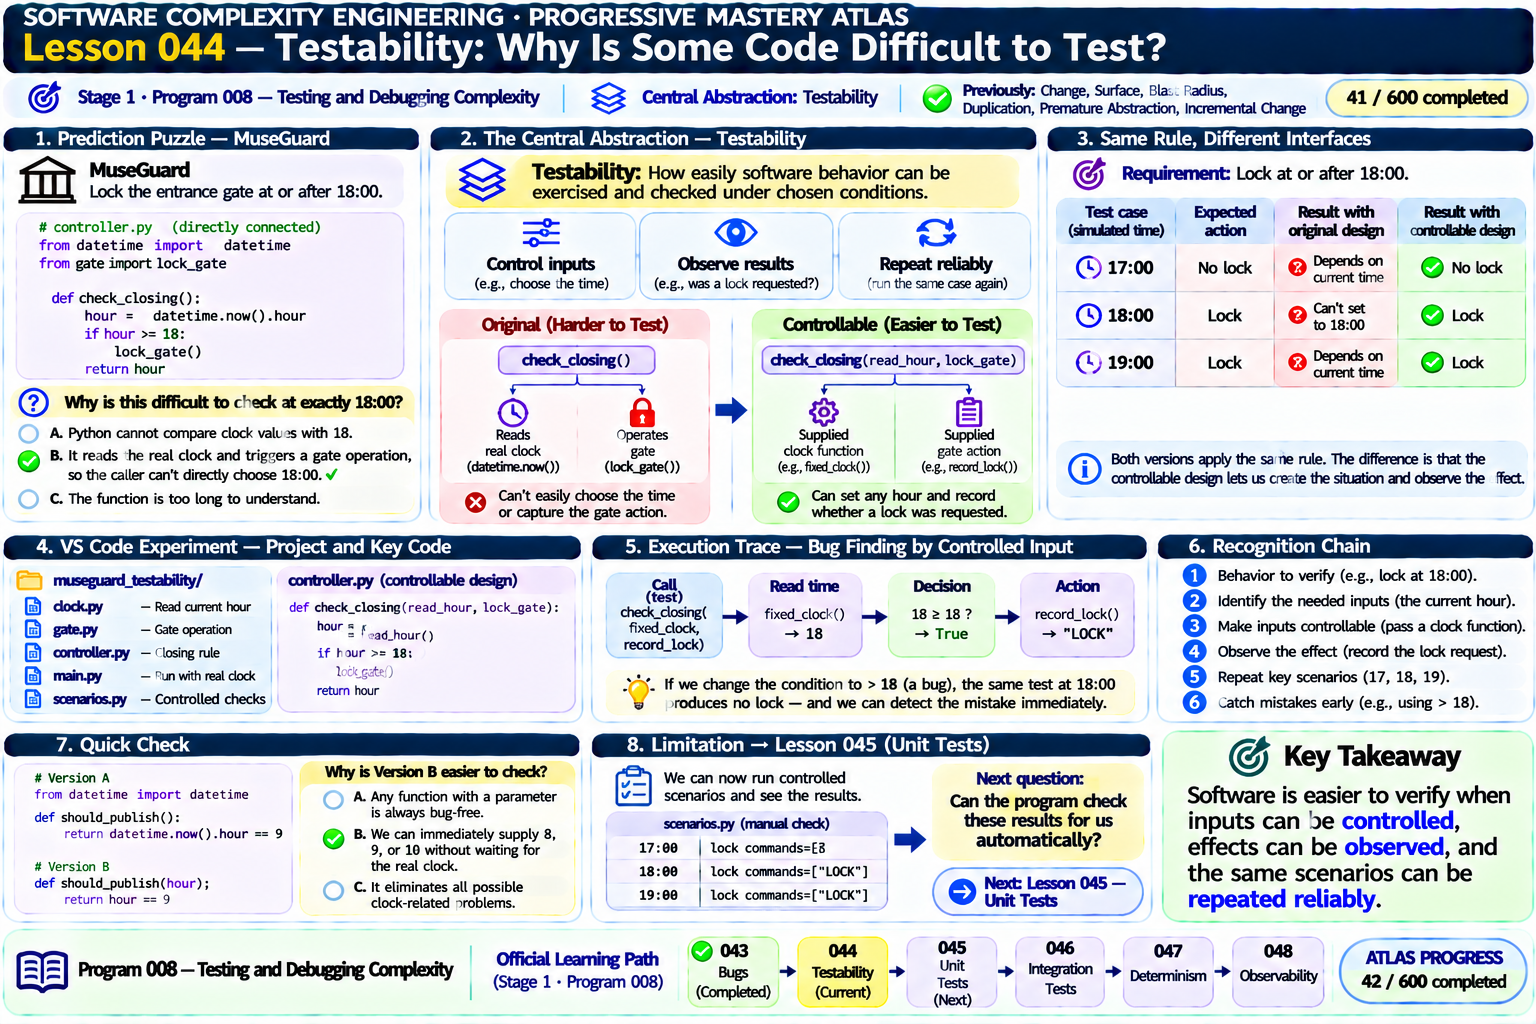 SOFTWARE COMPLEXITY ENGINEERING · PROGRESSIVE MASTERY ATLAS
Lesson 044 — Testability: Why Is Some Code Difficult to Test?
Stage 1 · Program 008 — Testing and Debugging Complexity
Central Abstraction: Testability
Previously: Change, Surface, Blast Radius,
Duplication, Premature Abstraction, Incremental Change
41 / 600 completed
1. Prediction Puzzle — MuseGuard
MuseGuard
Lock the entrance gate at or after 18:00.
# controller.py (directly connected)
from datetime import datetime
from gate import lock_gate
def check_closing():
hour = datetime.now().hour
if hour >= 18:
lock_gate()
return hour
Why is this difficult to check at exactly 18:00?
A. Python cannot compare clock values with 18.
B. It reads the real clock and triggers a gate operation,
so the caller can't directly choose 18:00. ✓
C. The function is too long to understand.
2. The Central Abstraction — Testability
Testability: How easily software behavior can be
exercised and checked under chosen conditions.
Control inputs
(e.g., choose the time)
Observe results
(e.g., was a lock requested?)
Repeat reliably
(run the same case again)
Original (Harder to Test)
check_closing()
Reads
real clock
(datetime.now())
Operates
gate
(lock_gate())
Can't easily choose the time
or capture the gate action.
Controllable (Easier to Test)
check_closing(read_hour, lock_gate)
Supplied
clock function
(e.g., fixed_clock())
Supplied
gate action
(e.g., record_lock())
Can set any hour and record
whether a lock was requested.
3. Same Rule, Different Interfaces
Requirement: Lock at or after 18:00.
Test case
(simulated time)
Expected
action
Result with
original design
Result with
controllable design
17:00
No lock
Depends on
current time
No lock
18:00
Lock
Can't set
to 18:00
Lock
19:00
Lock
Depends on
current time
Lock
Both versions apply the same rule. The difference is that the
controllable design lets us create the situation and observe the ffect.
4. VS Code Experiment — Project and Key Code
museguard_testability/
clock.py — Read current hour
gate.py — Gate operation
controller.py — Closing rule
main.py — Run with real clock
scenarios.py — Controlled checks
controller.py (controllable design)
def check_closing(read_hour, lock_gate):
hour = read_hour()
if hour >= 18:
lock_gate()
return hour
5. Execution Trace — Bug Finding by Controlled Input
Call
(test)
check_closing(
fixed_clock,
record_lock)
Read time
fixed_clock()
→ 18
Decision
18 ≥ 18 ?
→ True
Action
record_lock()
→ "LOCK"
If we change the condition to > 18 (a bug), the same test at 18:00
produces no lock — and we can detect the mistake immediately.
6. Recognition Chain
1 Behavior to verify (e.g., lock at 18:00).
2 Identify the needed inputs (the current hour).
3 Make inputs controllable (pass a clock function).
4 Observe the effect (record the lock request).
5 Repeat key scenarios (17, 18, 19).
6 Catch mistakes early (e.g., using > 18).
7. Quick Check
# Version A
from datetime import datetime
def should_publish():
return datetime.now().hour == 9
# Version B
def should_publish(hour);
return hour == 9
Why is Version B easier to check?
A. Any function with a parameter
is always bug-free.
B. We can immediately supply 8,
9, or 10 without waiting for
the real clock.
C. It eliminates all possible
clock-related problems.
8. Limitation → Lesson 045 (Unit Tests)
We can now run controlled
scenarios and see the results.
scenarios.py (manual check)
17:00 lock commands=
18:00 lock commands=["LOCK"]
19:00 lock commands=["LOCK"]
Next question:
Can the program check
these results for us
automatically?
Next: Lesson 045 —
Unit Tests
Key Takeaway
Software is easier to verify when
inputs can be controlled,
effects can be observed, and
the same scenarios can be
repeated reliably.
Program 008 — Testing and Debugging Complexity
Official Learning Path
(Stage 1 · Program 008)
043
Bugs
(Completed)
044
Testability
(Current)
045
Unit
Tests
(Next)
046
Integration
Tests
047
Determinism
048
Observability
ATLAS PROGRESS
42 / 600 completed